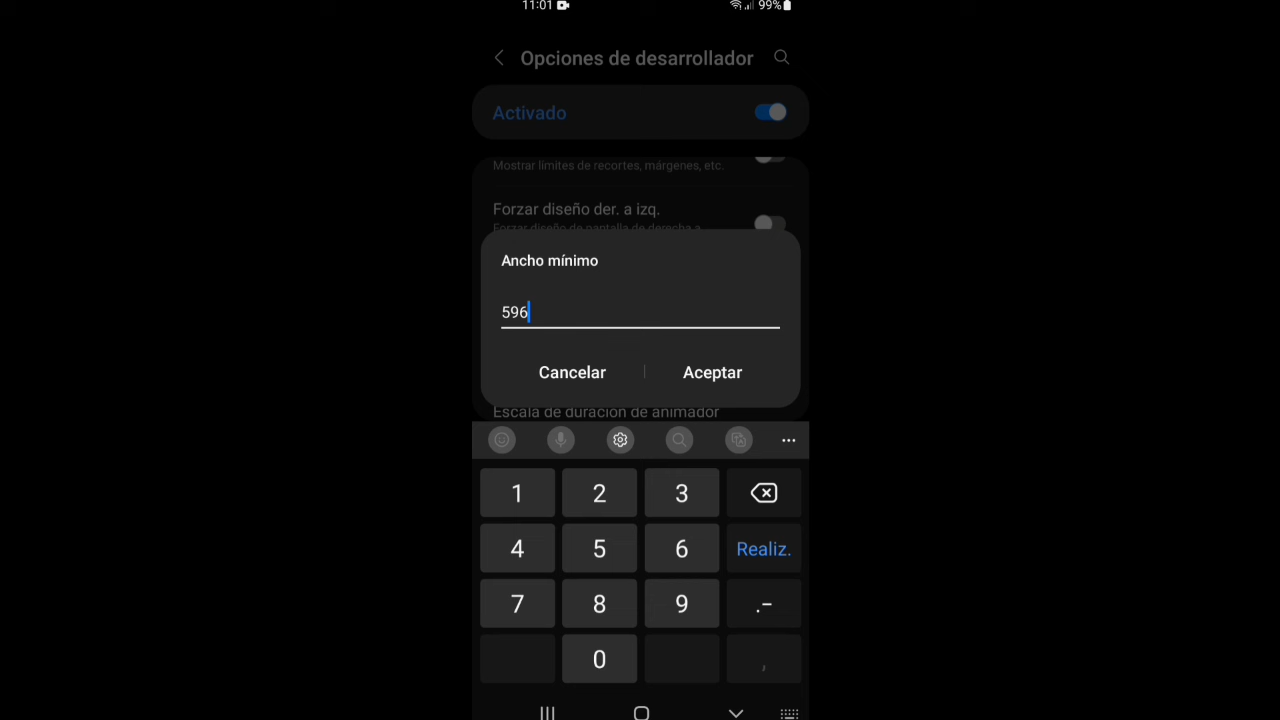 11:01 99%
Opciones de desarrollador
Activado
Mostrar límites de recortes, márgenes, etc.
Forzar diseño der. a izq.
Forzar diseño de pantalla de derecha a
Ancho mínimo
596
Cancelar Aceptar
Escala de duración de animador
1 2 3
4 5 6 Realiz.
7 8 9 .-
0 ,